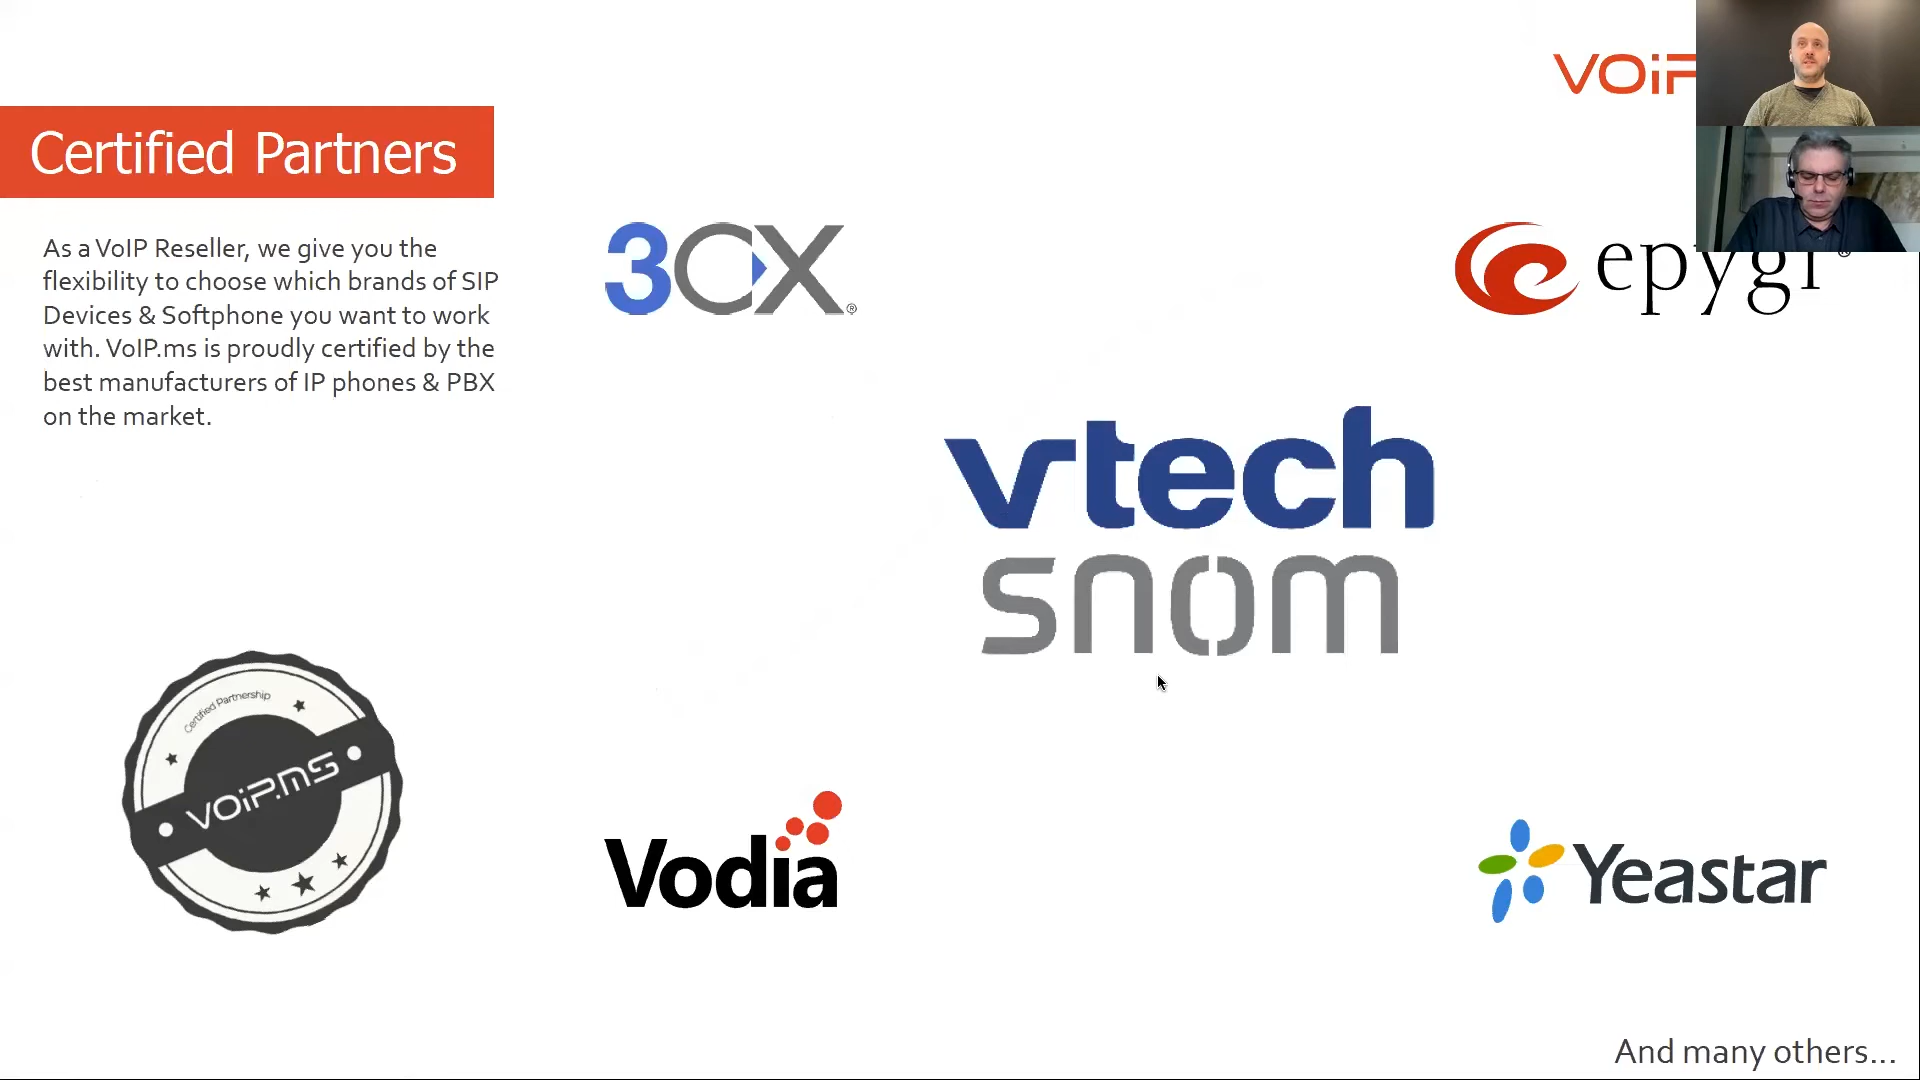 VOiP
Certified Partners
As a VoIP Reseller, we give you the
flexibility to choose which brands of SIP
Devices & Softphone you want to work
with. VoIP.ms is proudly certified by the
best manufacturers of IP phones & PBX
on the market.
3CX®
epygi®
vtech
snom
Certified Partnership
VOiP.MS
Vodia
Yeastar
And many others...